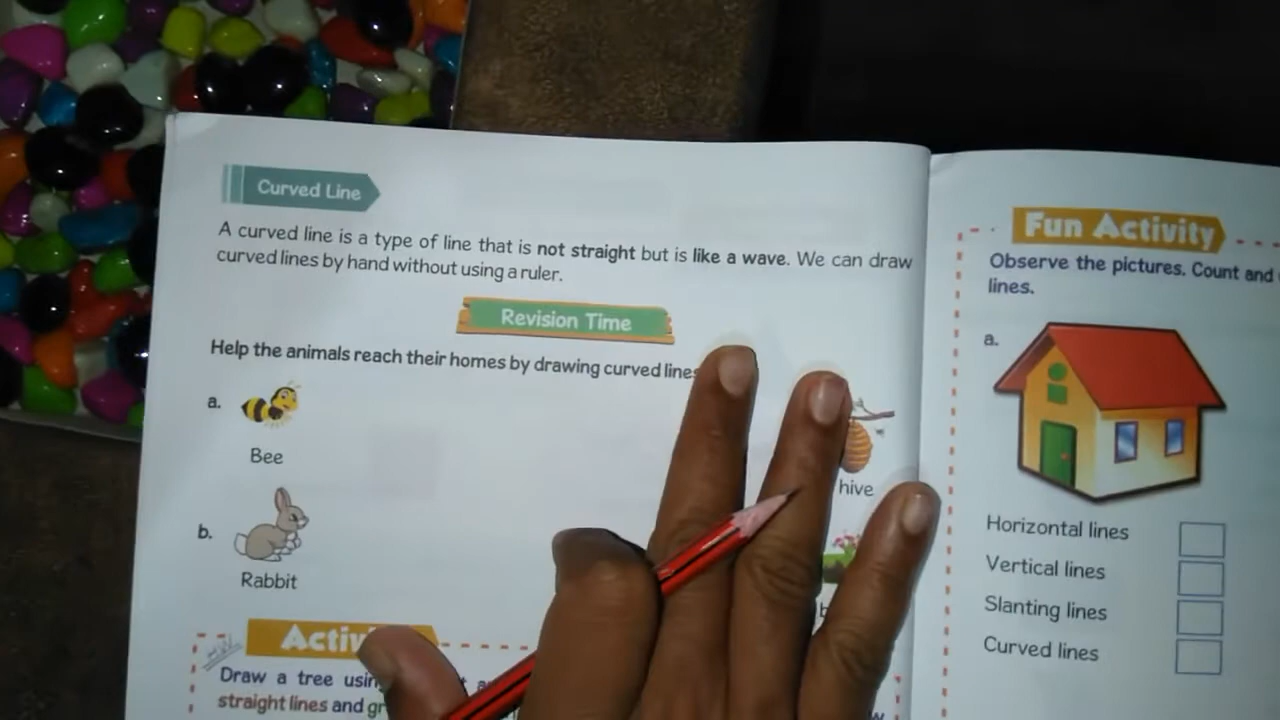 Curved Line
A curved line is a type of line that is not straight but is like a wave. We can draw
curved lines by hand without using a ruler.
Revision Time
Help the animals reach their homes by drawing curved lines
a.
Bee
hive
b.
Rabbit
Draw a tree
straight lines and
Fun Activity
Observe the pictures. Count and
lines.
a.
Horizontal lines
Vertical lines
Slanting lines
Curved lines